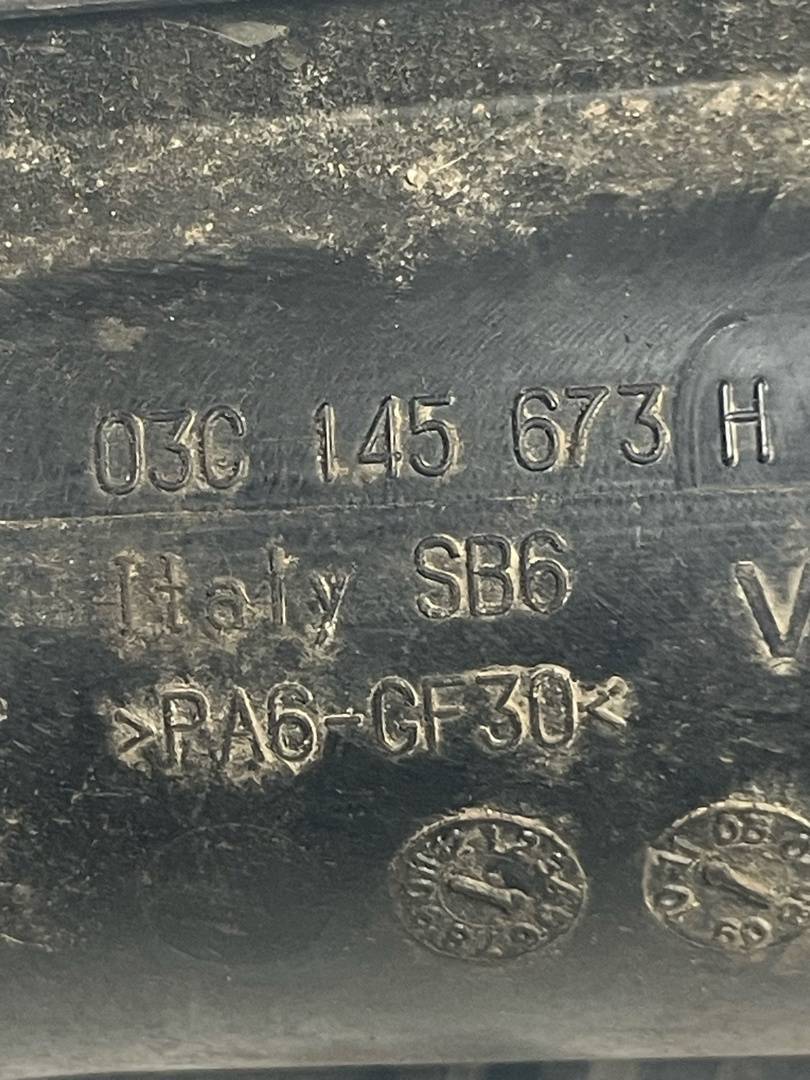 03C 145 673 H
Italy SB6
>PA6-GF30<